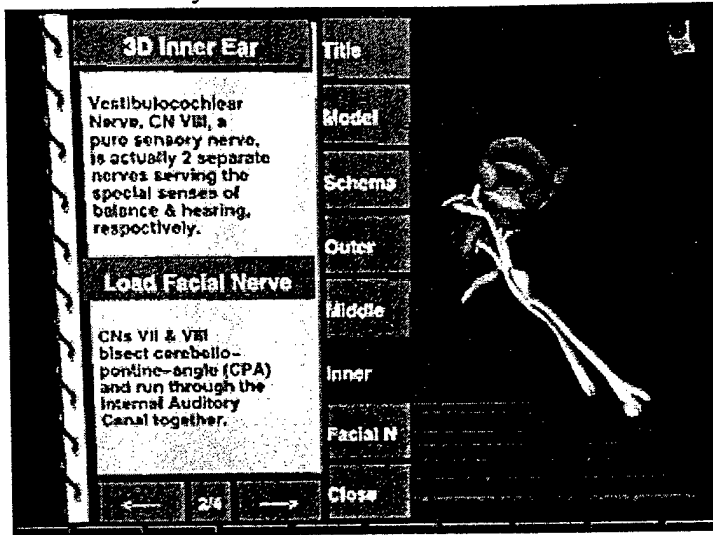 3D Inner Ear
Vestibulocochlear
Nerve, CN VIII, a
pure sensory nerve,
is actually 2 separate
nerves serving the
special senses of
balance & hearing,
respectively.
Load Facial Nerve
CNs VII & VIII
bisect cerebello-
pontine-angle (CPA)
and run through the
Internal Auditory
Canal together.
← 2/4 →
Title
Model
Schema
Outer
Middle
Inner
Facial N
Close